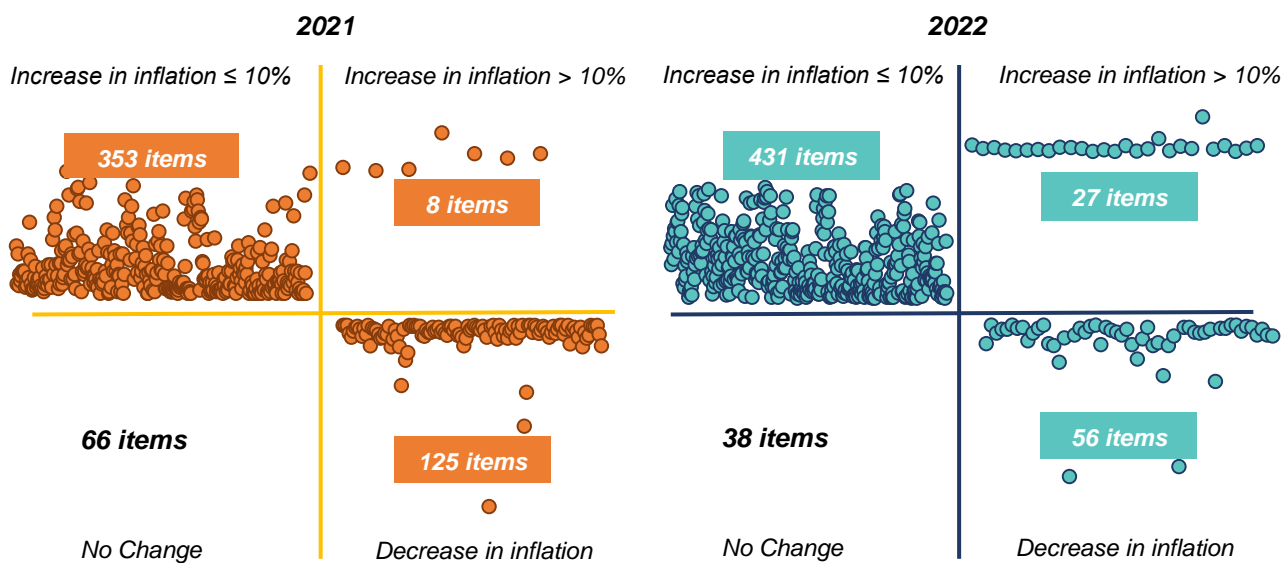 2021
Increase in inflation ≤ 10%
Increase in inflation > 10%
353 items
8 items
66 items
125 items
No Change
Decrease in inflation
2022
Increase in inflation ≤ 10%
Increase in inflation > 10%
431 items
27 items
38 items
56 items
No Change
Decrease in inflation